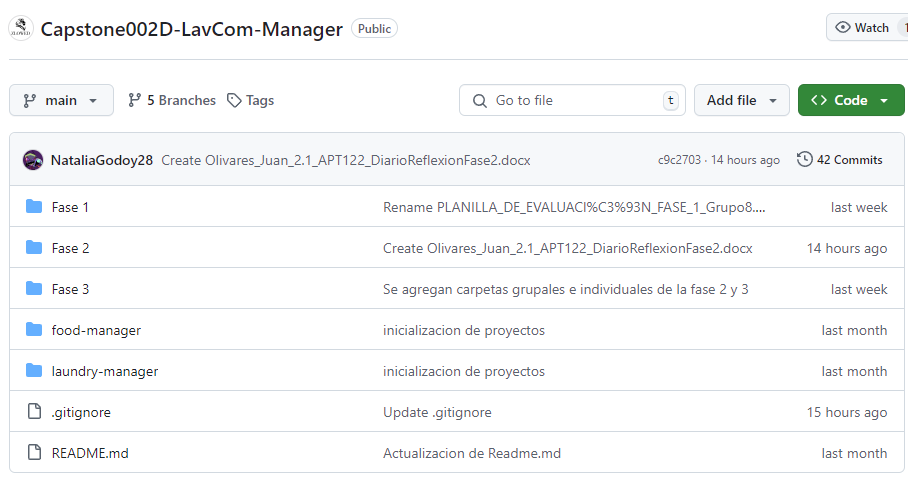 Capstone002D-LavCom-Manager Public
Watch 1
main 5 Branches Tags Go to file t Add file Code
NataliaGodoy28 Create Olivares_Juan_2.1_APT122_DiarioReflexionFase2.docx c9c2703 · 14 hours ago 42 Commits
Fase 1 Rename PLANILLA_DE_EVALUACI%C3%93N_FASE_1_Grupo8.... last week
Fase 2 Create Olivares_Juan_2.1_APT122_DiarioReflexionFase2.docx 14 hours ago
Fase 3 Se agregan carpetas grupales e individuales de la fase 2 y 3 last week
food-manager inicializacion de proyectos last month
laundry-manager inicializacion de proyectos last month
.gitignore Update .gitignore 15 hours ago
README.md Actualizacion de Readme.md last month